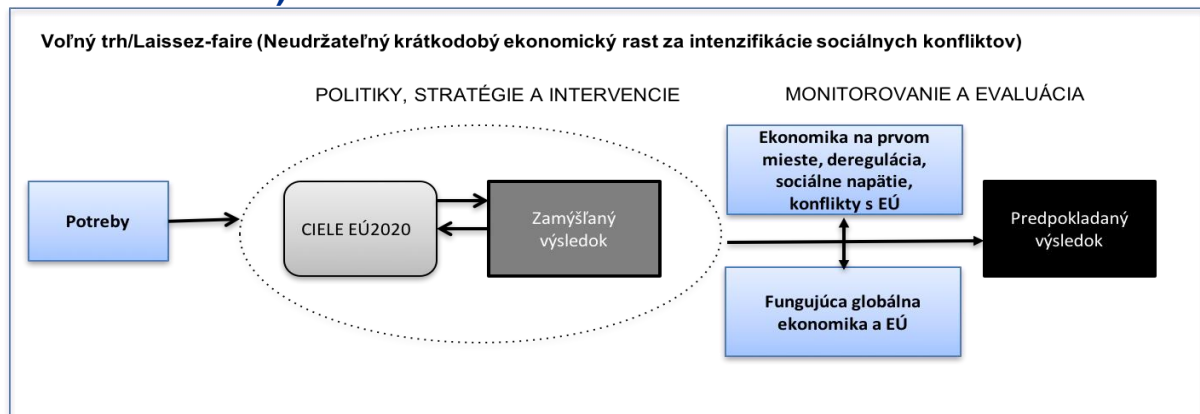 Voľný trh/Laissez-faire (Neudržateľný krátkodobý ekonomický rast za intenzifikácie sociálnych konfliktov)
POLITIKY, STRATÉGIE A INTERVENCIE
MONITOROVANIE A EVALUÁCIA
Potreby
CIELE EÚ2020
Zamýšľaný
výsledok
Ekonomika na prvom
mieste, deregulácia,
sociálne napätie,
konflikty s EÚ
Fungujúca globálna
ekonomika a EÚ
Predpokladaný
výsledok